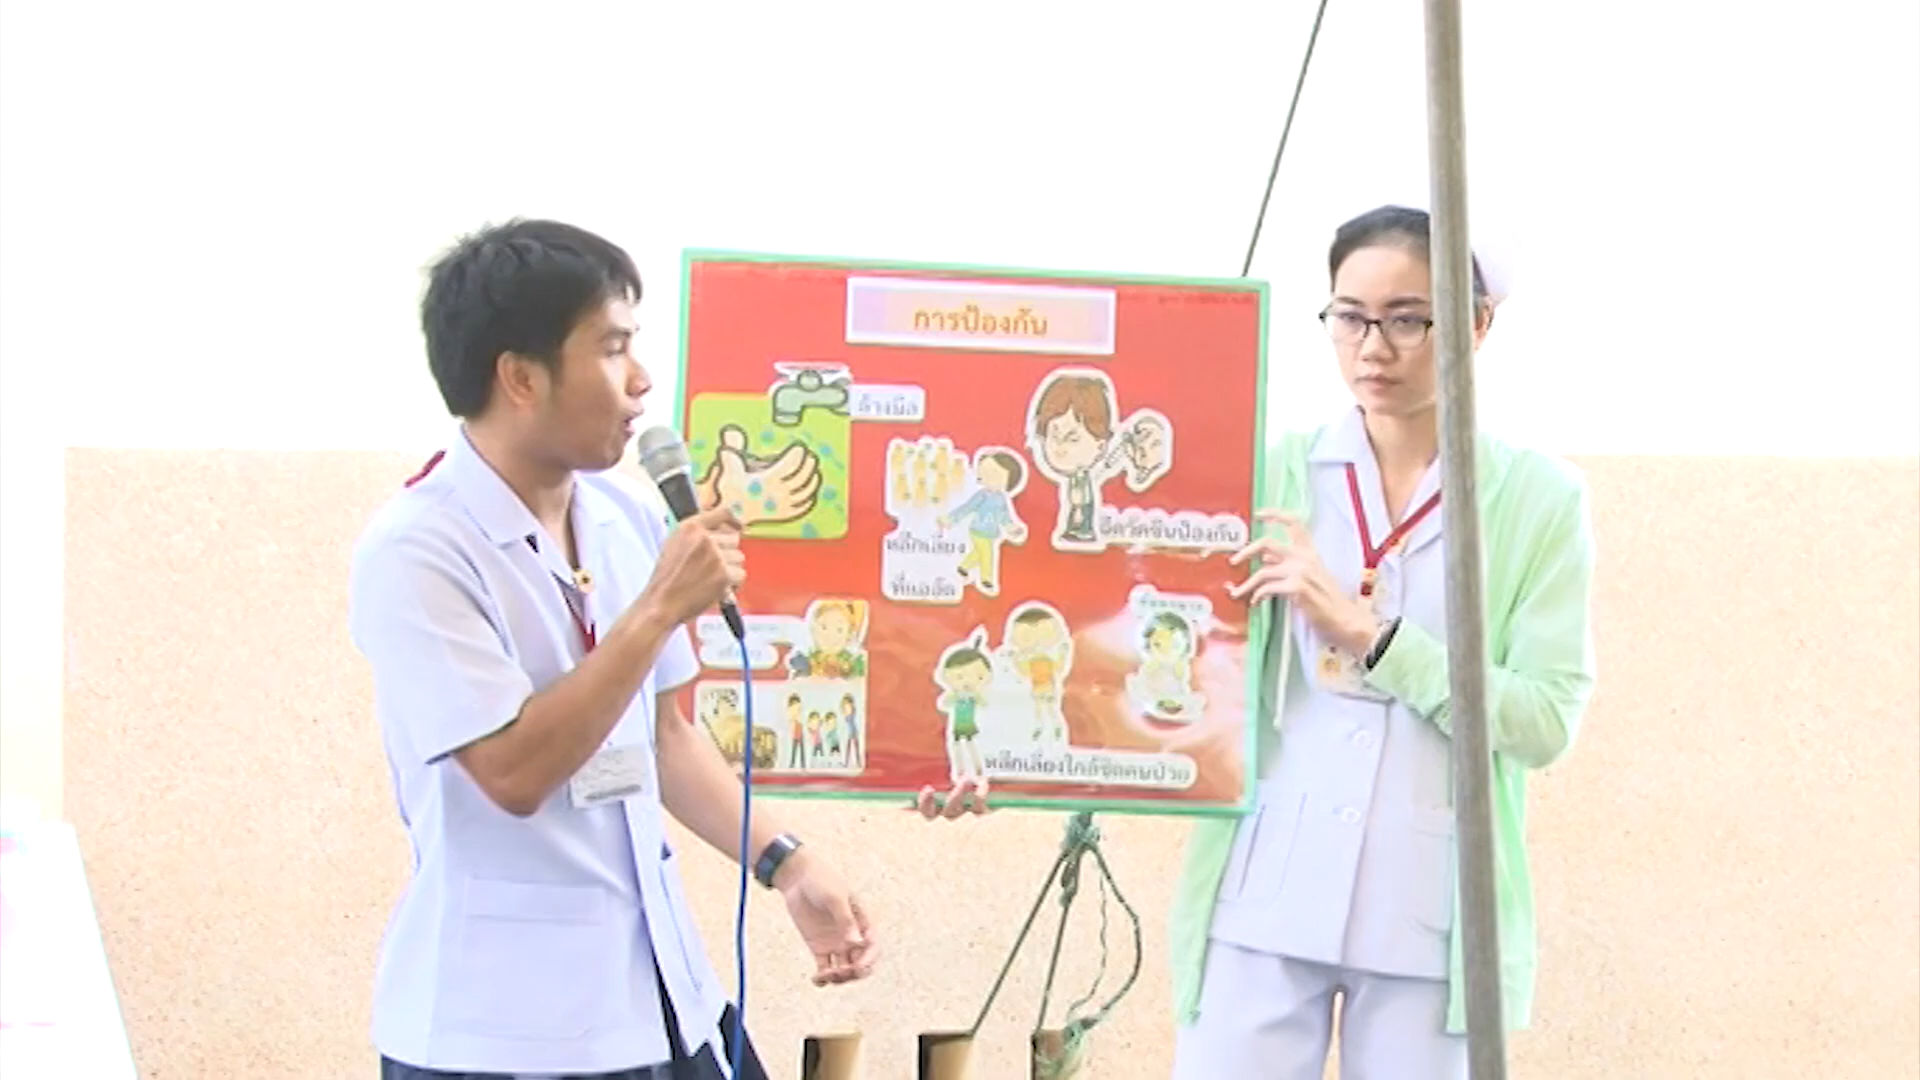 การป้องกัน
ล้างมือ
หลีกเลี่ยง
ที่แออัด
ฉีดวัคซีนป้องกัน
หลีกเลี่ยงใกล้ชิดคนป่วย